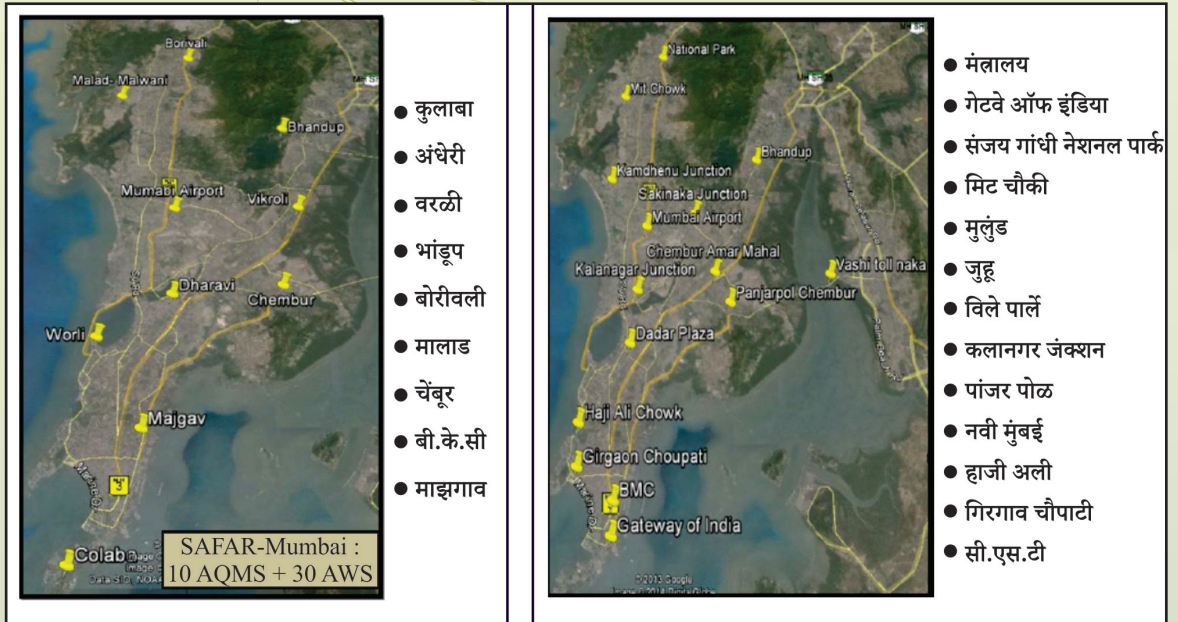 Borivali
Malad- Malwani
Bhandup
Mumabi Airport
Vikroli
Dharavi
Chembur
Worli
Majgav
3
Colaba
SAFAR-Mumbai :
10 AQMS + 30 AWS
● कुलाबा
● अंधेरी
● वरळी
● भांडूप
● बोरीवली
● मालाड
● चेंबूर
● बी.के.सी
● माझगाव
National Park
Mit Chowk
Bhandup
Kamdhenu Junction
Sakinaka Junction
Mumbai Airport
Chembur Amar Mahal
Kalanagar Junction
Vashi toll naka
Panjarpol Chembur
Dadar Plaza
Haji Ali Chowk
Girgaon Choupati
BMC
Gateway of India
© 2013 Google
● मंत्रालय
● गेटवे ऑफ इंडिया
● संजय गांधी नेशनल पार्क
● मिट चौकी
● मुलुंड
● जुहू
● विले पार्ले
● कलानगर जंक्शन
● पांजर पोळ
● नवी मुंबई
● हाजी अली
● गिरगाव चौपाटी
● सी.एस.टी